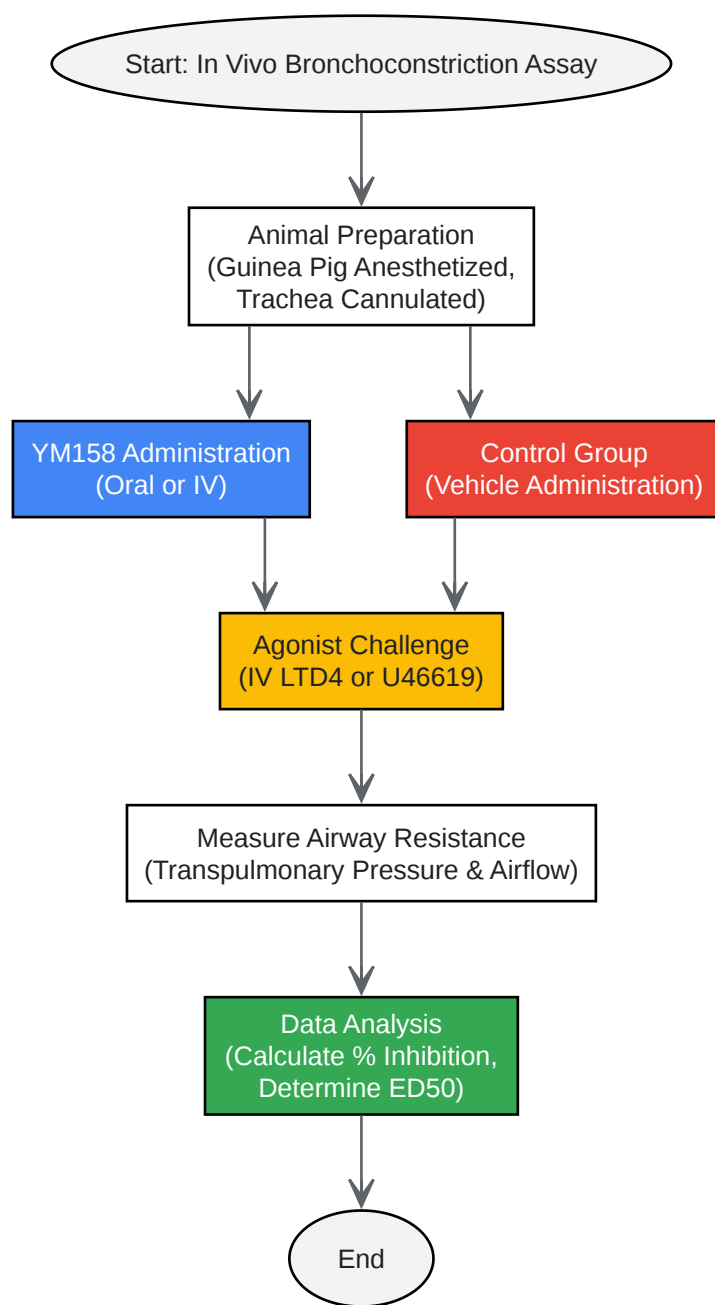 Start: In Vivo Bronchoconstriction Assay
Animal Preparation
(Guinea Pig Anesthetized,
Trachea Cannulated)
YM158 Administration
(Oral or IV)
Control Group
(Vehicle Administration)
Agonist Challenge
(IV LTD4 or U46619)
Measure Airway Resistance
(Transpulmonary Pressure & Airflow)
Data Analysis
(Calculate % Inhibition,
Determine ED50)
End